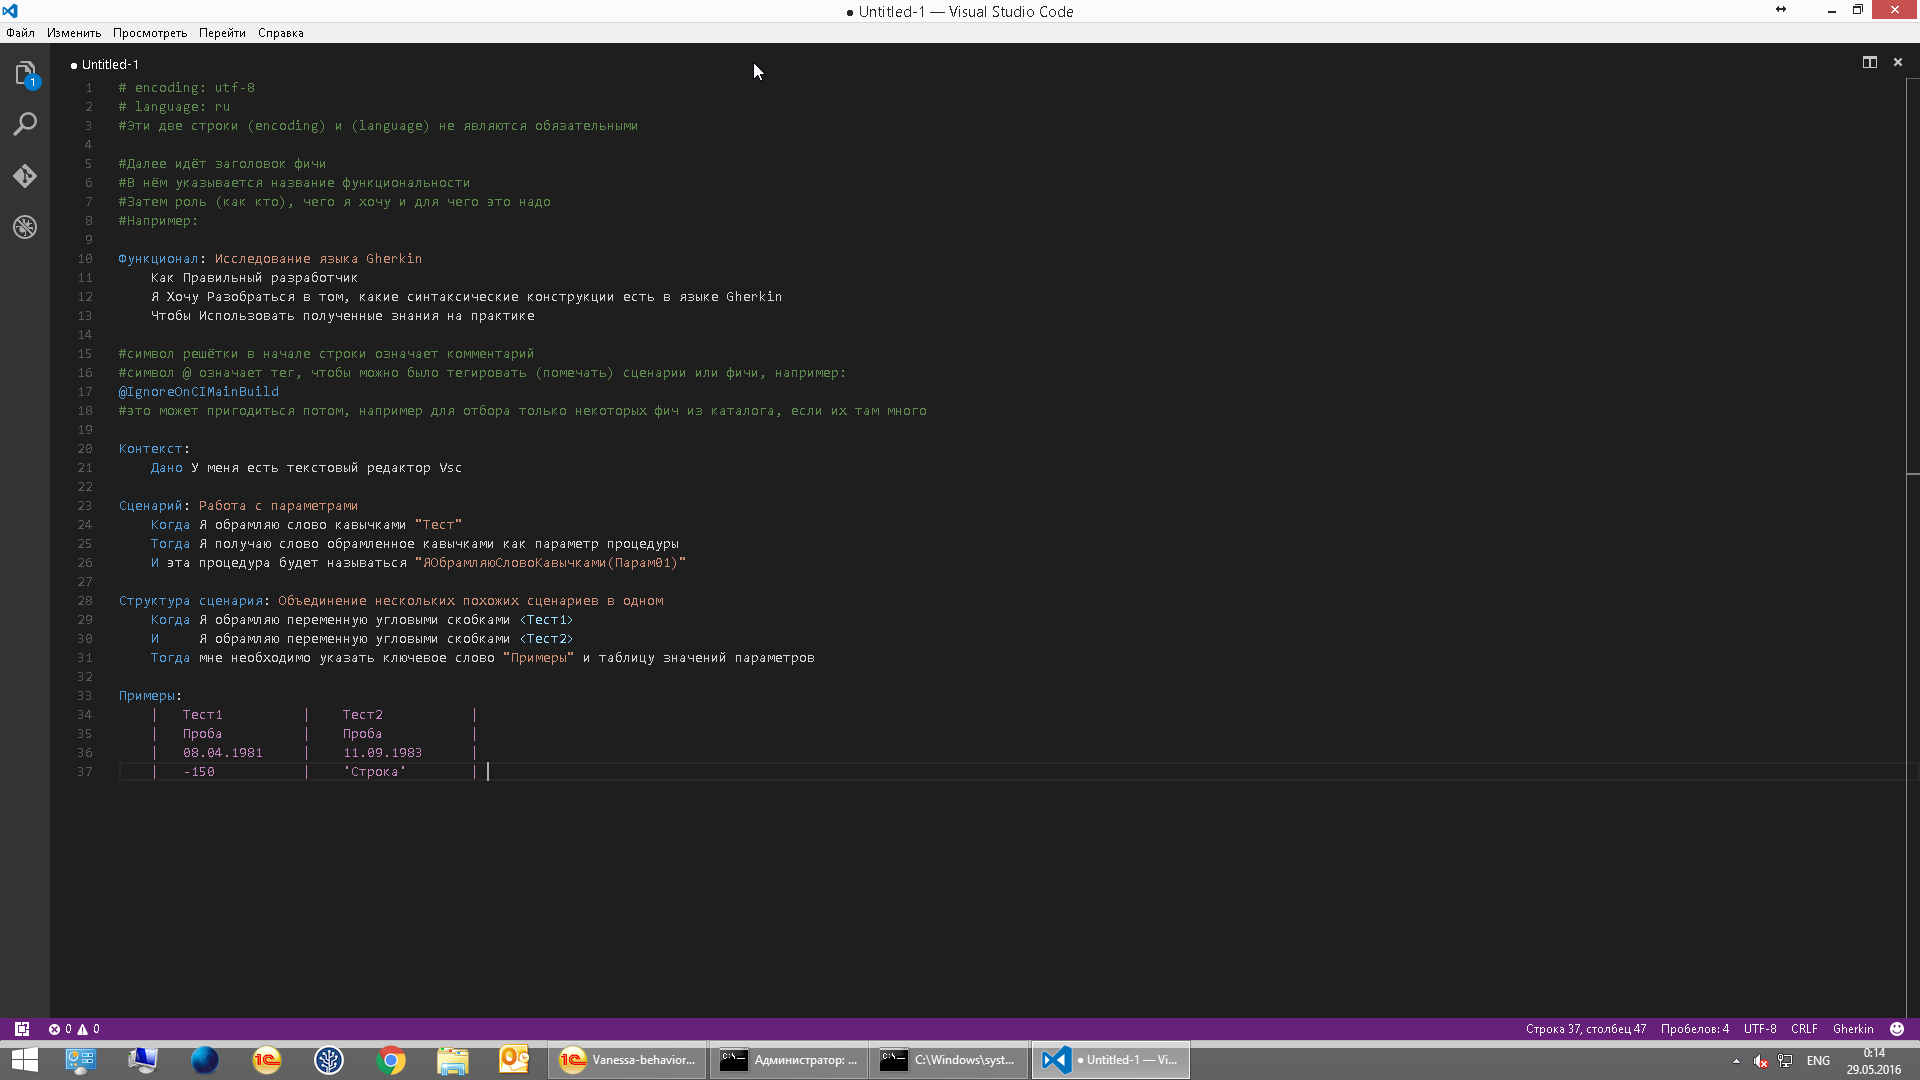 ● Untitled-1 — Visual Studio Code
Файл Изменить Просмотреть Перейти Справка
● Untitled-1
1
1 # encoding: utf-8
2 # language: ru
3 #Эти две строки (encoding) и (language) не являются обязательными
4
5 #Далее идёт заголовок фичи
6 #В нём указывается название функциональности
7 #Затем роль (как кто), чего я хочу и для чего это надо
8 #Например:
9
10 Функционал: Исследование языка Gherkin
11 Как Правильный разработчик
12 Я Хочу Разобраться в том, какие синтаксические конструкции есть в языке Gherkin
13 Чтобы Использовать полученные знания на практике
14
15 #символ решётки в начале строки означает комментарий
16 #символ @ означает тег, чтобы можно было тегировать (помечать) сценарии или фичи, например:
17 @IgnoreOnCIMainBuild
18 #это может пригодиться потом, например для отбора только некоторых фич из каталога, если их там много
19
20 Контекст:
21 Дано У меня есть текстовый редактор Vsc
22
23 Сценарий: Работа с параметрами
24 Когда Я обрамляю слово кавычками "Тест"
25 Тогда Я получаю слово обрамленное кавычками как параметр процедуры
26 И эта процедура будет называться "ЯОбрамляюСловоКавычками(Парам01)"
27
28 Структура сценария: Объединение нескольких похожих сценариев в одном
29 Когда Я обрамляю переменную угловыми скобками <Тест1>
30 И Я обрамляю переменную угловыми скобками <Тест2>
31 Тогда мне необходимо указать ключевое слово "Примеры" и таблицу значений параметров
32
33 Примеры:
34 | Тест1 | Тест2 |
35 | Проба | Проба |
36 | 08.04.1981 | 11.09.1983 |
37 | -150 | 'Строка' |
0 0 Строка 37, столбец 47 Пробелов: 4 UTF-8 CRLF Gherkin
Vanessa-behavior... Администратор: ... C:\Windows\syst... ● Untitled-1 — Vi... ENG 0:14
29.05.2016